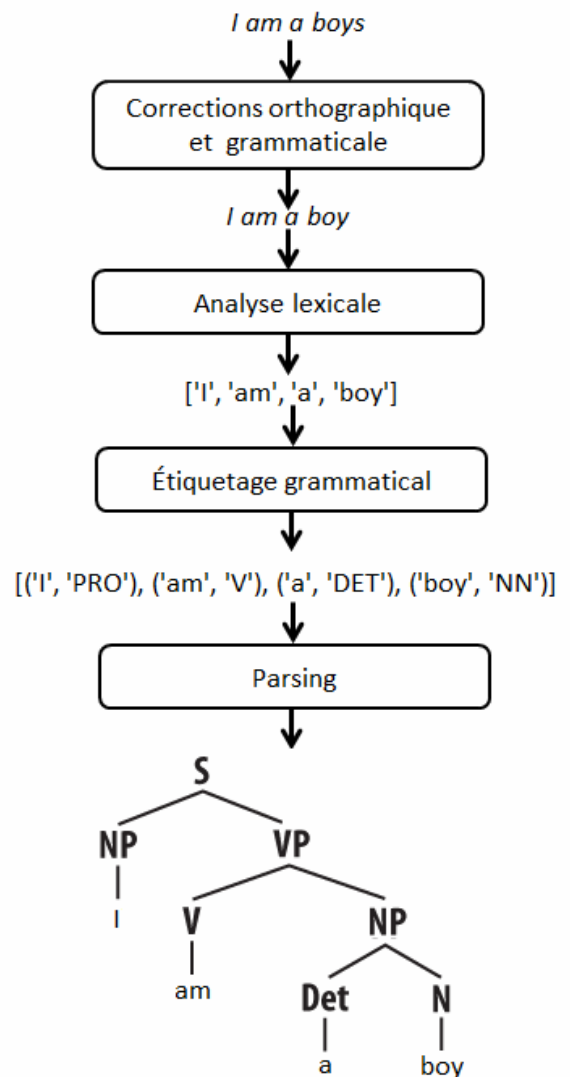 I am a boys
Corrections orthographique
et grammaticale
I am a boy
Analyse lexicale
['I', 'am', 'a', 'boy']
Étiquetage grammatical
[('I', 'PRO'), ('am', 'V'), ('a', 'DET'), ('boy', 'NN')]
Parsing
S
NP VP
I V NP
am Det N
a boy